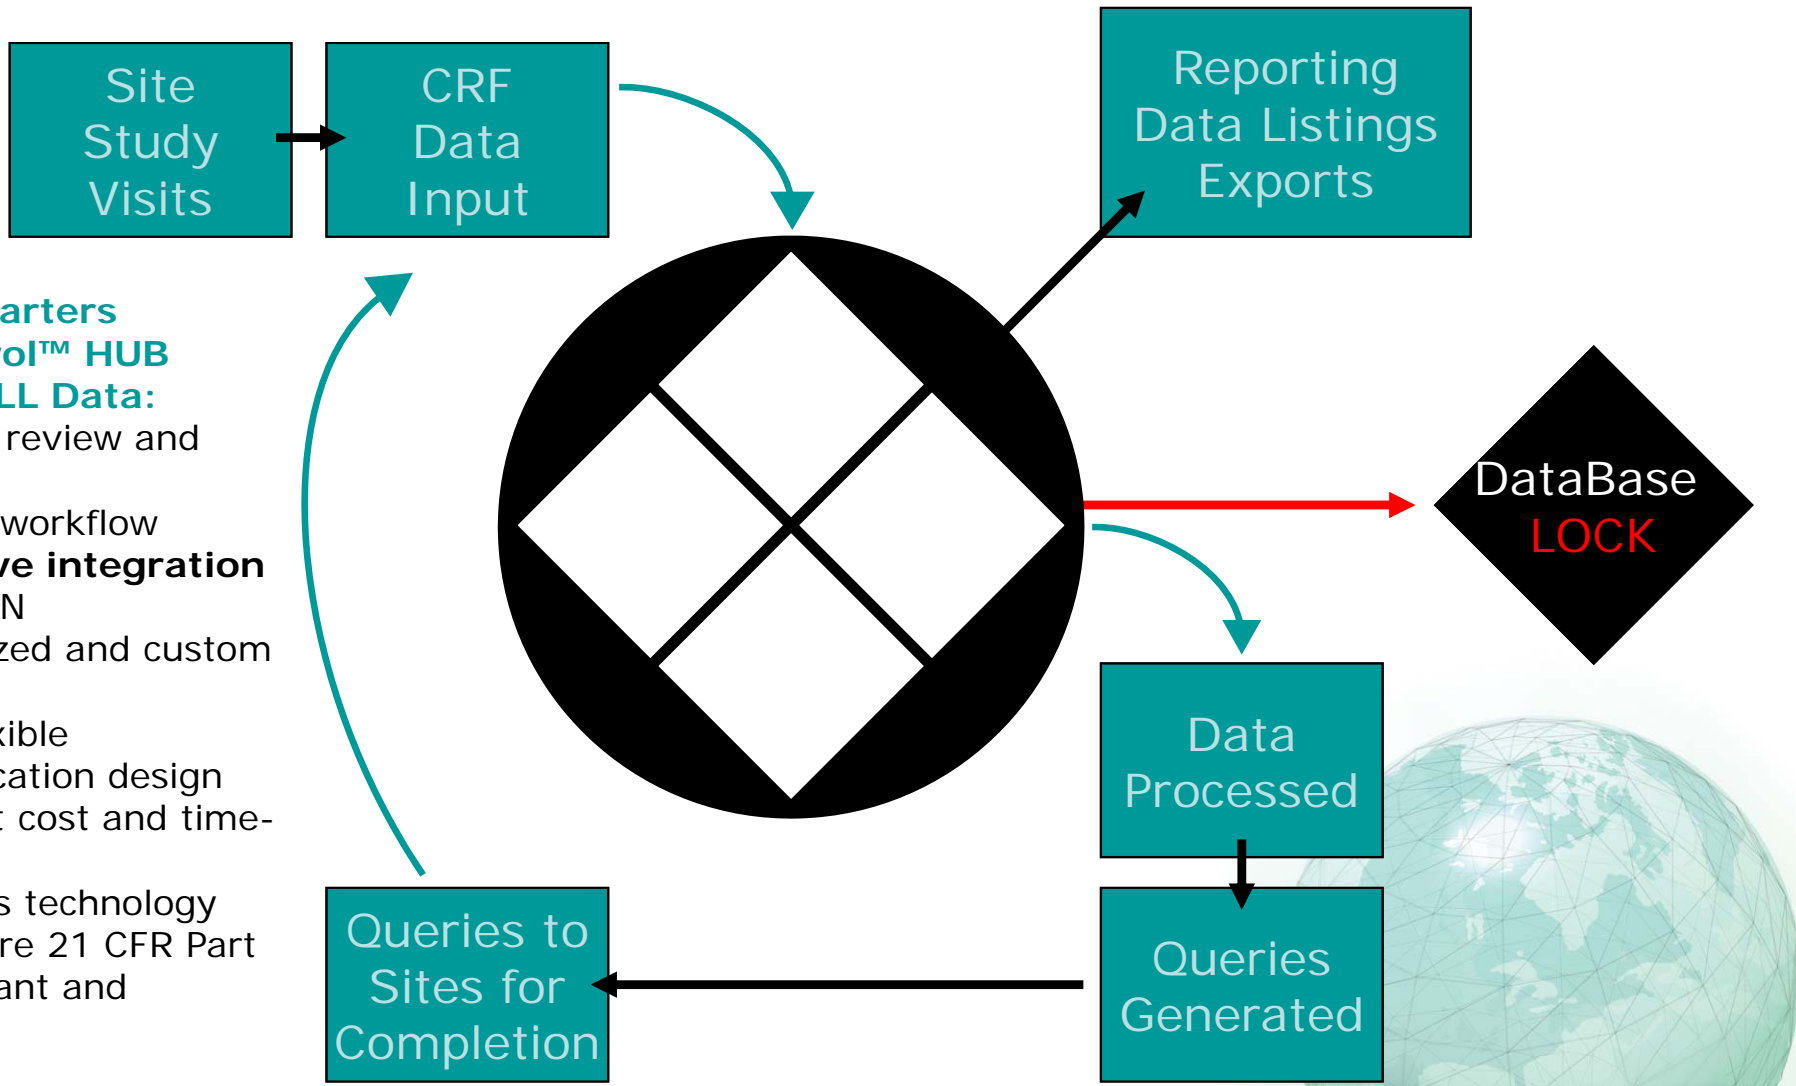 Site
Study
Visits
CRF
Data
Input
Reporting
Data Listings
Exports
arters
rol™ HUB
LL Data:
review and
workflow
ve integration
N
zed and custom
xible
cation design
t cost and time-
s technology
re 21 CFR Part
ant and
DataBase
LOCK
Data
Processed
Queries
Generated
Queries to
Sites for
Completion